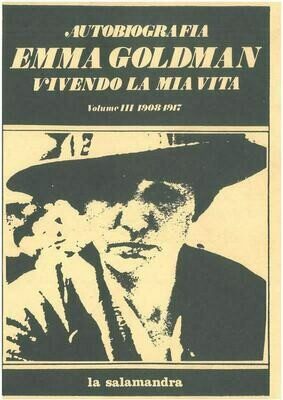 AUTOBIOGRAFIA
EMMA GOLDMAN
VIVENDO LA MIA VITA
Volume III 1908-1917
la salamandra